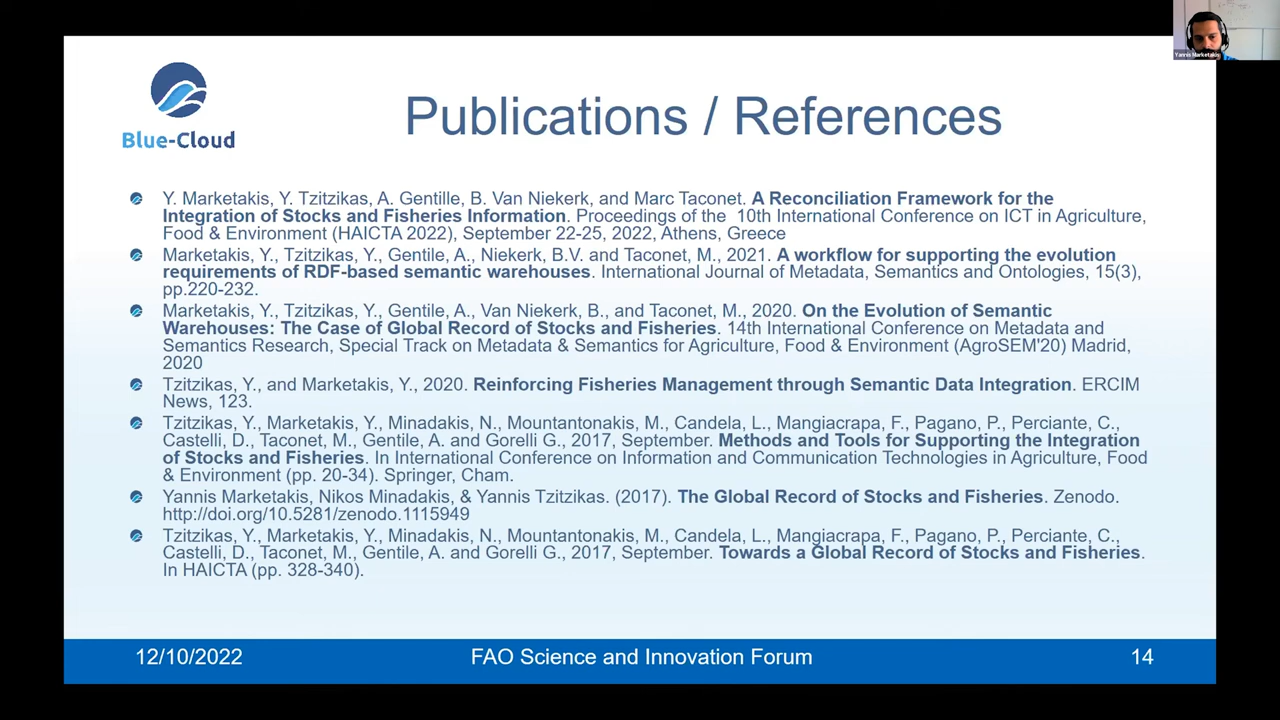 Yannis Marketakis
Blue-Cloud
Publications / References
Y. Marketakis, Y. Tzitzikas, A. Gentille, B. Van Niekerk, and Marc Taconet. A Reconciliation Framework for the
Integration of Stocks and Fisheries Information. Proceedings of the 10th International Conference on ICT in Agriculture,
Food & Environment (HAICTA 2022), September 22-25, 2022, Athens, Greece
Marketakis, Y., Tzitzikas, Y., Gentile, A., Niekerk, B.V. and Taconet, M., 2021. A workflow for supporting the evolution
requirements of RDF-based semantic warehouses. International Journal of Metadata, Semantics and Ontologies, 15(3),
pp.220-232.
Marketakis, Y., Tzitzikas, Y., Gentile, A., Van Niekerk, B., and Taconet, M., 2020. On the Evolution of Semantic
Warehouses: The Case of Global Record of Stocks and Fisheries. 14th International Conference on Metadata and
Semantics Research, Special Track on Metadata & Semantics for Agriculture, Food & Environment (AgroSEM'20) Madrid,
2020
Tzitzikas, Y., and Marketakis, Y., 2020. Reinforcing Fisheries Management through Semantic Data Integration. ERCIM
News, 123.
Tzitzikas, Y., Marketakis, Y., Minadakis, N., Mountantonakis, M., Candela, L., Mangiacrapa, F., Pagano, P., Perciante, C.,
Castelli, D., Taconet, M., Gentile, A. and Gorelli G., 2017, September. Methods and Tools for Supporting the Integration
of Stocks and Fisheries. In International Conference on Information and Communication Technologies in Agriculture, Food
& Environment (pp. 20-34). Springer, Cham.
Yannis Marketakis, Nikos Minadakis, & Yannis Tzitzikas. (2017). The Global Record of Stocks and Fisheries. Zenodo.
http://doi.org/10.5281/zenodo.1115949
Tzitzikas, Y., Marketakis, Y., Minadakis, N., Mountantonakis, M., Candela, L., Mangiacrapa, F., Pagano, P., Perciante, C.,
Castelli, D., Taconet, M., Gentile, A. and Gorelli G., 2017, September. Towards a Global Record of Stocks and Fisheries.
In HAICTA (pp. 328-340).
12/10/2022
FAO Science and Innovation Forum
14